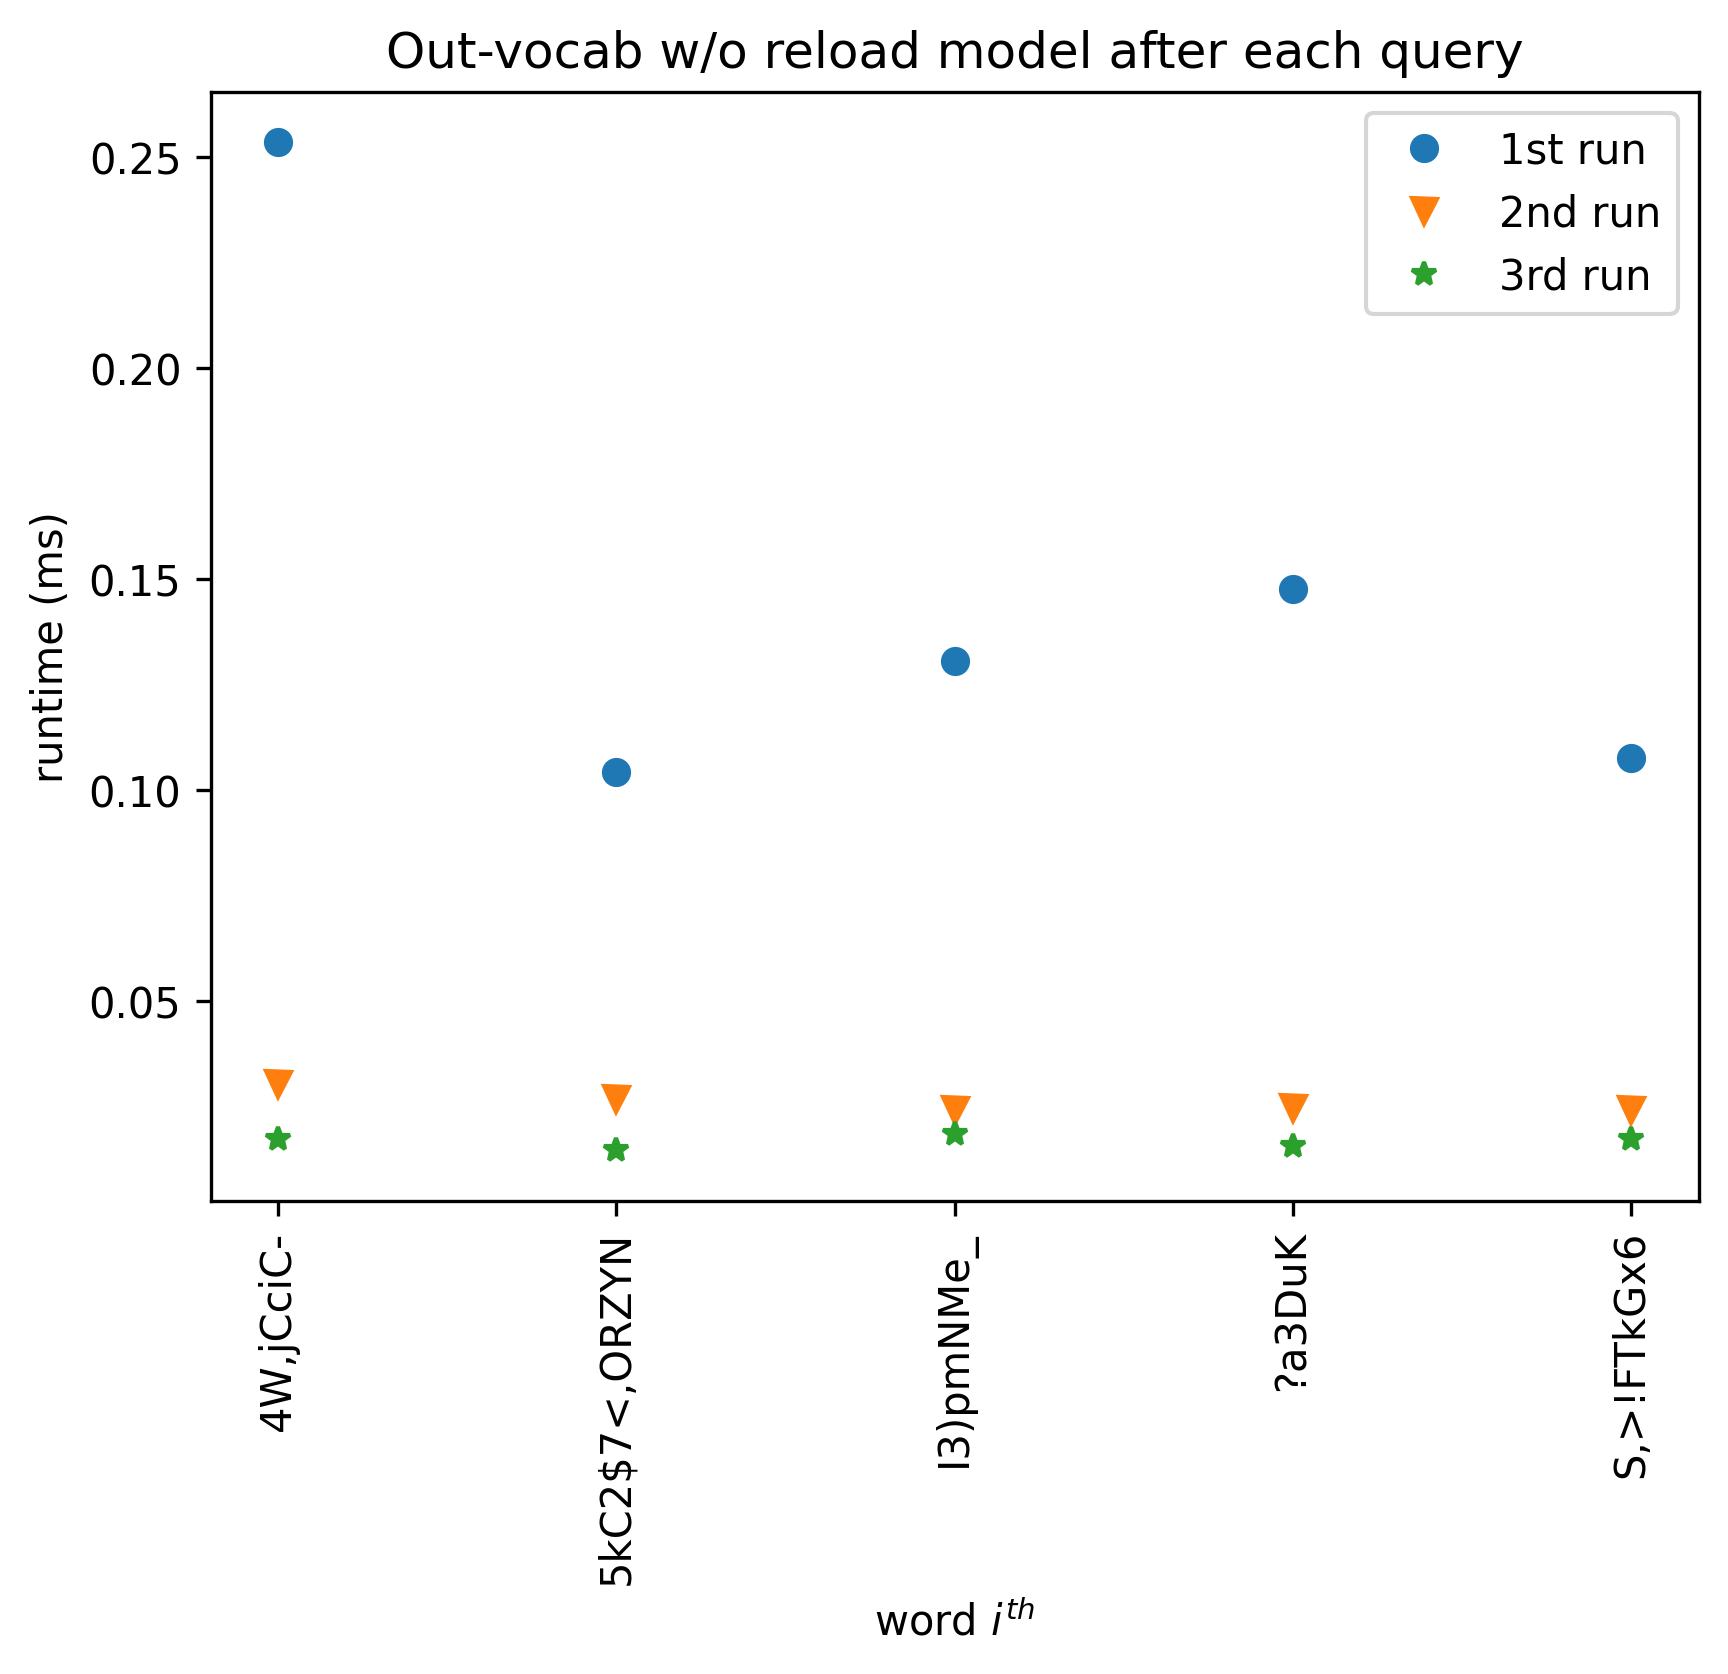 Out-vocab w/o reload model after each query
1st run
2nd run
3rd run
runtime (ms)
0.25
0.20
0.15
0.10
0.05
4W,jCciC-
5kC2$7<,ORZYN
I3)pmNMe_
?a3DuK
S,>!FTkGx6
word i^th